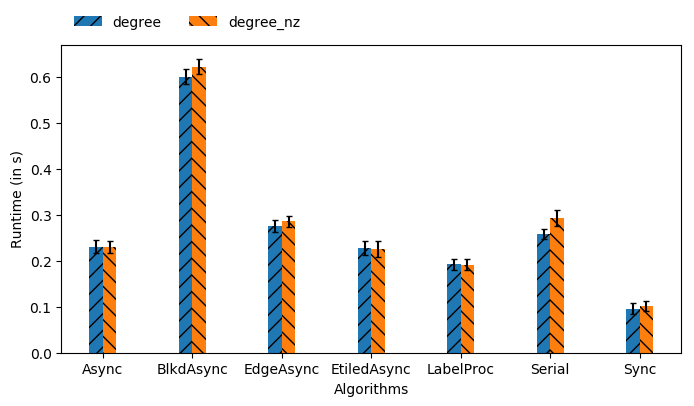 degree degree_nz
Runtime (in s)
0.6
0.5
0.4
0.3
0.2
0.1
0.0
Async BlkdAsync EdgeAsync EtiledAsync LabelProc Serial Sync
Algorithms